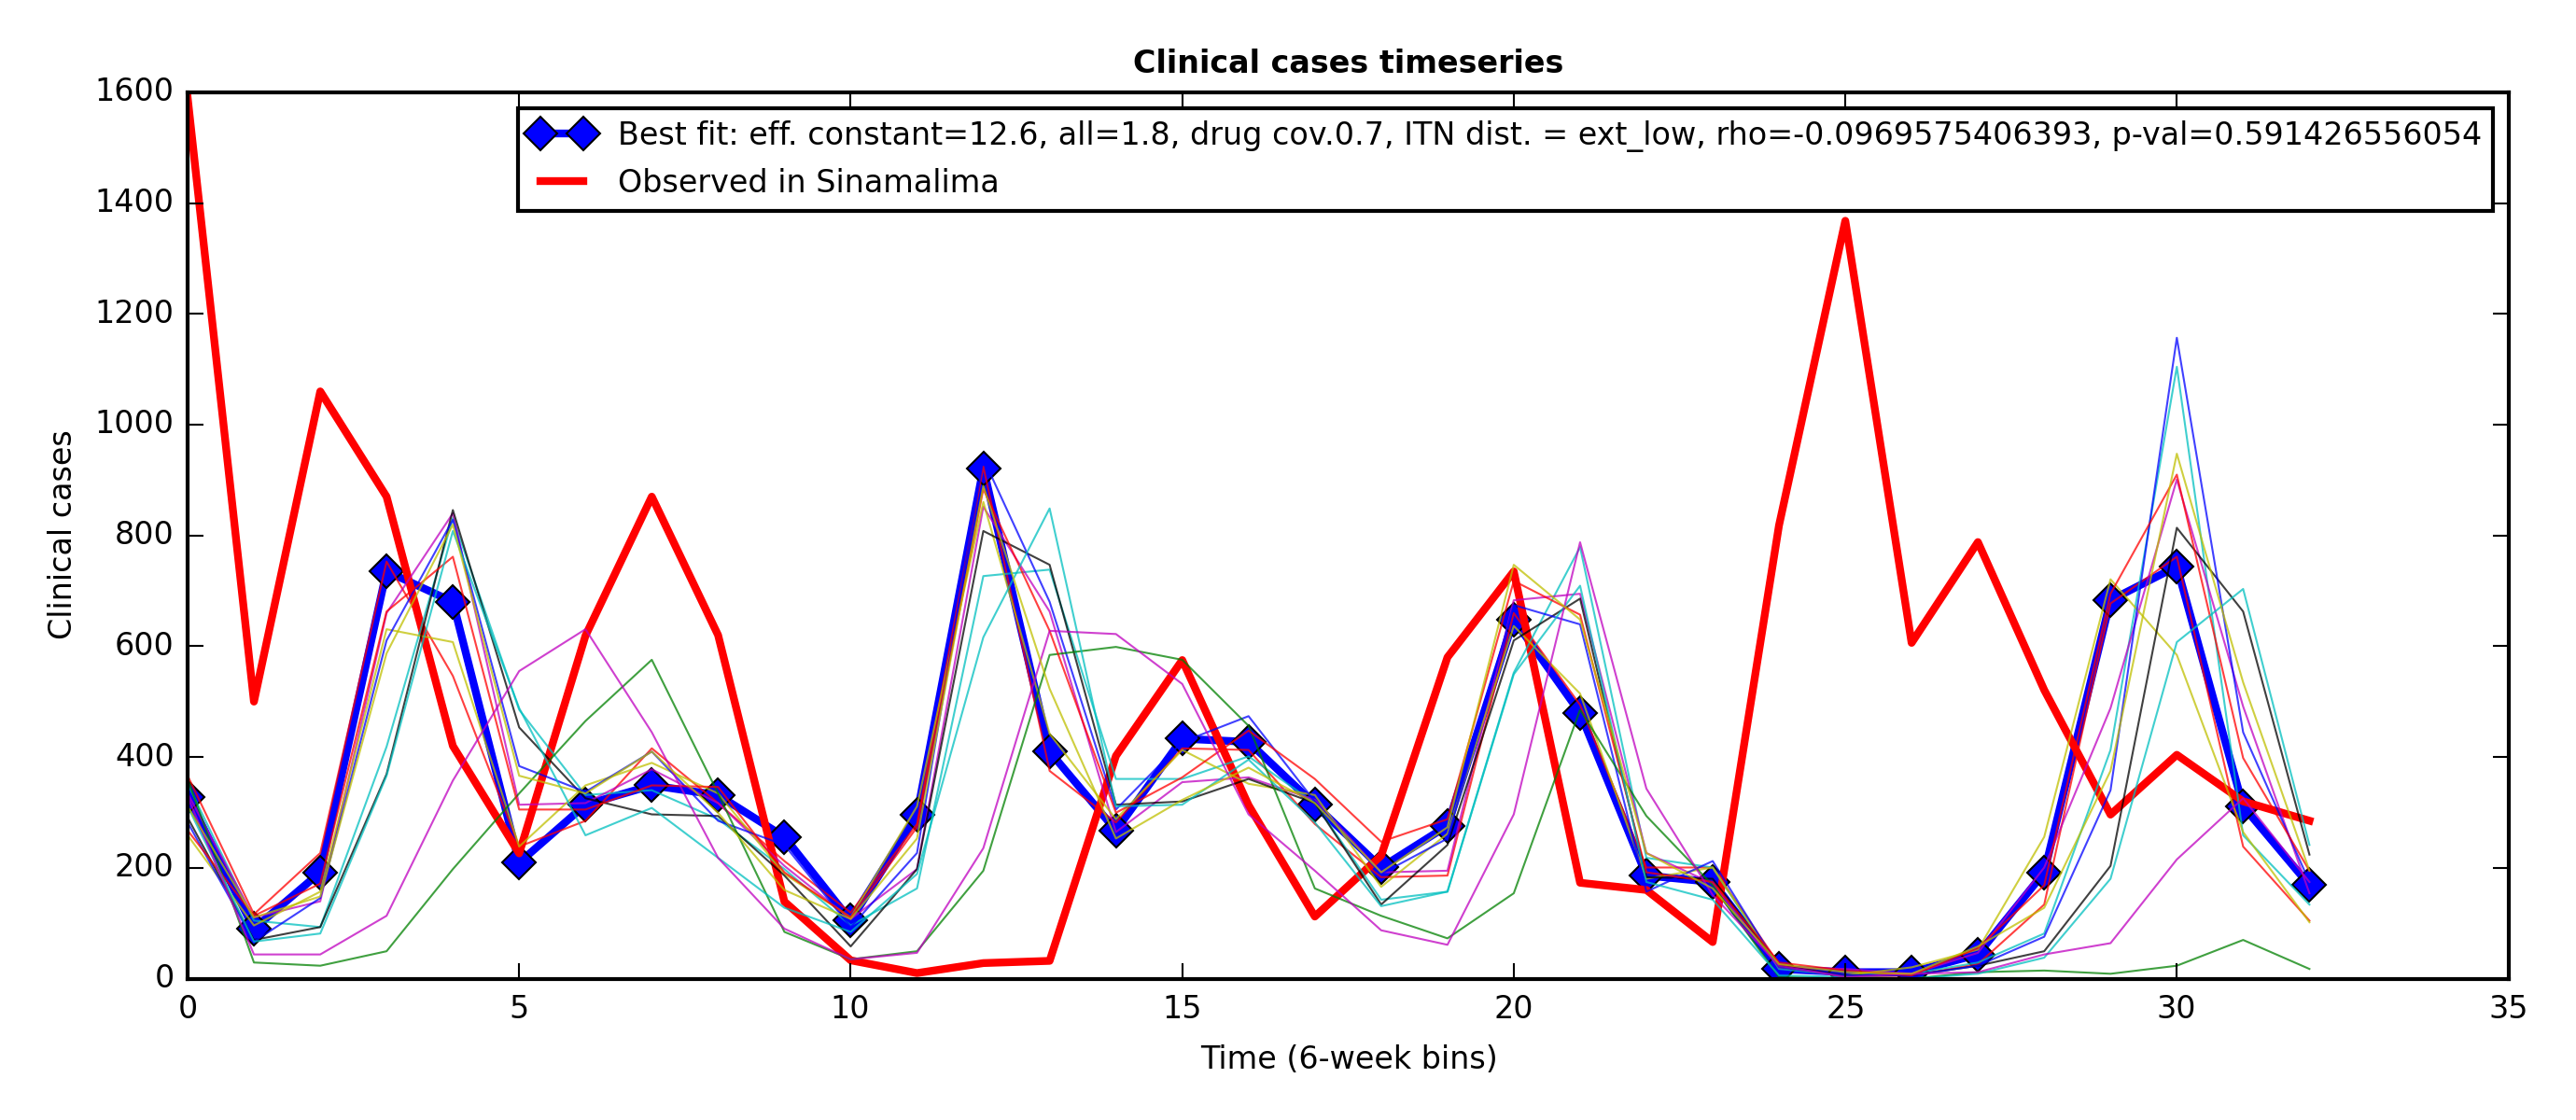 Clinical cases timeseries
1600
1400
1200
1000
800
600
400
200
0
Clinical cases
Best fit: eff. constant=12.6, all=1.8, drug cov.0.7, ITN dist. = ext_low, rho=-0.0969575406393, p-val=0.591426556054
Observed in Sinamalima
0 5 10 15 20 25 30 35
Time (6-week bins)